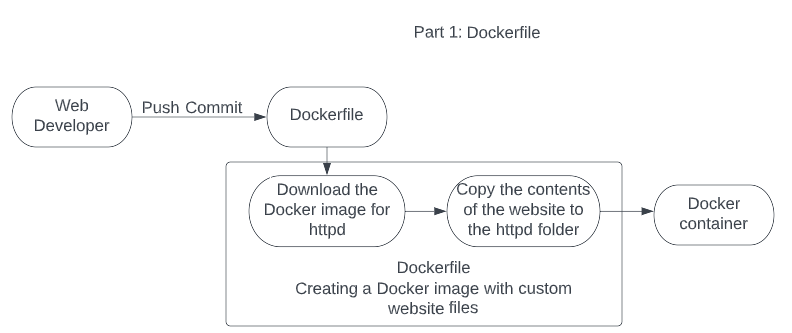 Part 1: Dockerfile
Web
Developer
Push Commit
Dockerfile
Download the
Docker image for
httpd
Copy the contents
of the website to
the httpd folder
Docker
container
Dockerfile
Creating a Docker image with custom
website files